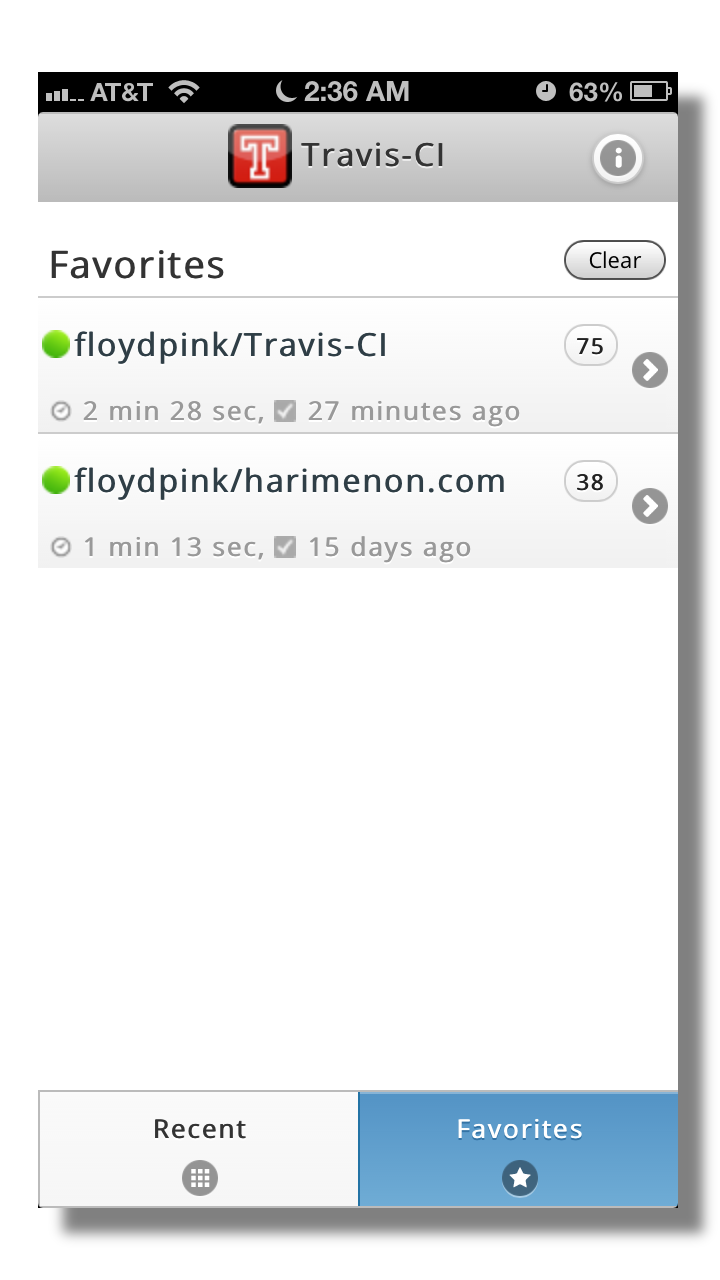 AT&T 2:36 AM 63%
T Travis-CI
Favorites Clear
floydpink/Travis-CI 75
2 min 28 sec, 27 minutes ago
floydpink/harimenon.com 38
1 min 13 sec, 15 days ago
Recent Favorites